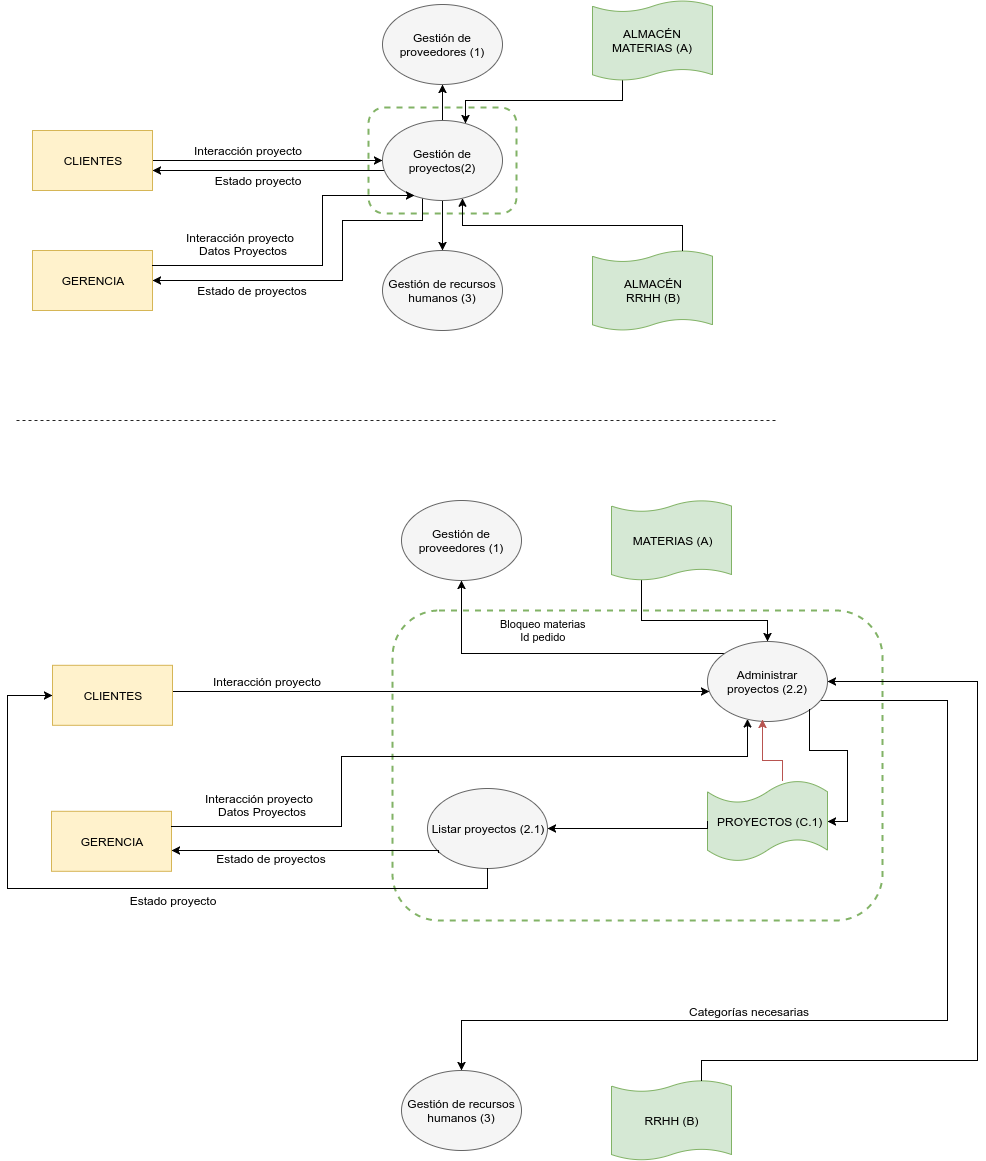 Gestión de
proveedores (1)
ALMACÉN
MATERIAS (A)
CLIENTES
Interacción proyecto
Estado proyecto
Gestión de
proyectos(2)
GERENCIA
Interacción proyecto
Datos Proyectos
Estado de proyectos
Gestión de recursos
humanos (3)
ALMACÉN
RRHH (B)
Gestión de
proveedores (1)
MATERIAS (A)
Bloqueo materias
Id pedido
CLIENTES
Interacción proyecto
Administrar
proyectos (2.2)
GERENCIA
Interacción proyecto
Datos Proyectos
Estado de proyectos
Listar proyectos (2.1)
PROYECTOS (C.1)
Estado proyecto
Categorías necesarias
Gestión de recursos
humanos (3)
RRHH (B)